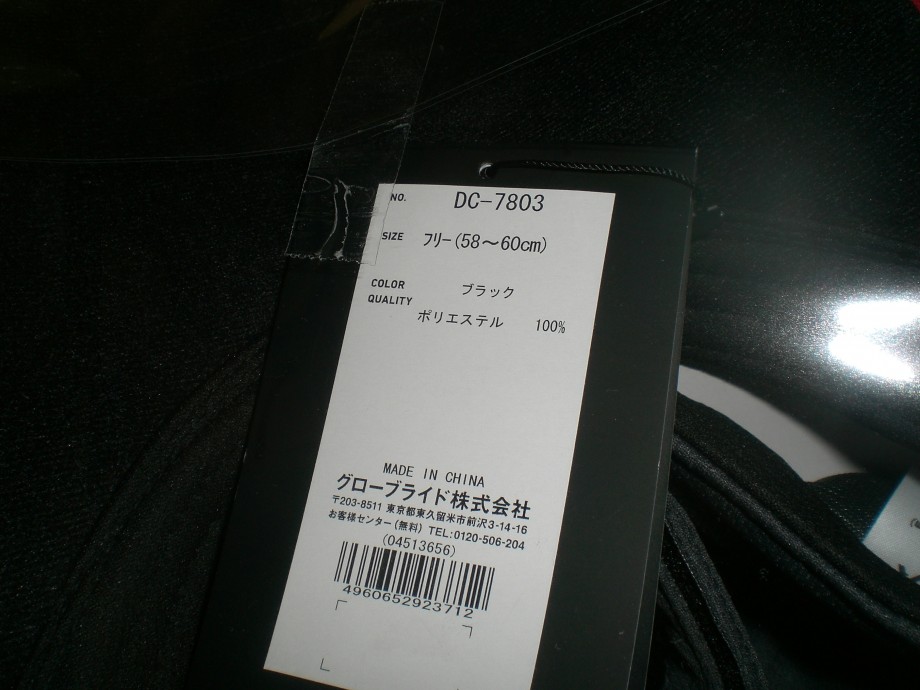 NO. DC-7803
SIZE フリー(58～60cm)
COLOR ブラック
QUALITY
ポリエステル 100%
MADE IN CHINA
グローブライド株式会社
〒203-8511 東京都東久留米市前沢3-14-16
お客様センター(無料) TEL:0120-506-204
(04513656)
4960652923712